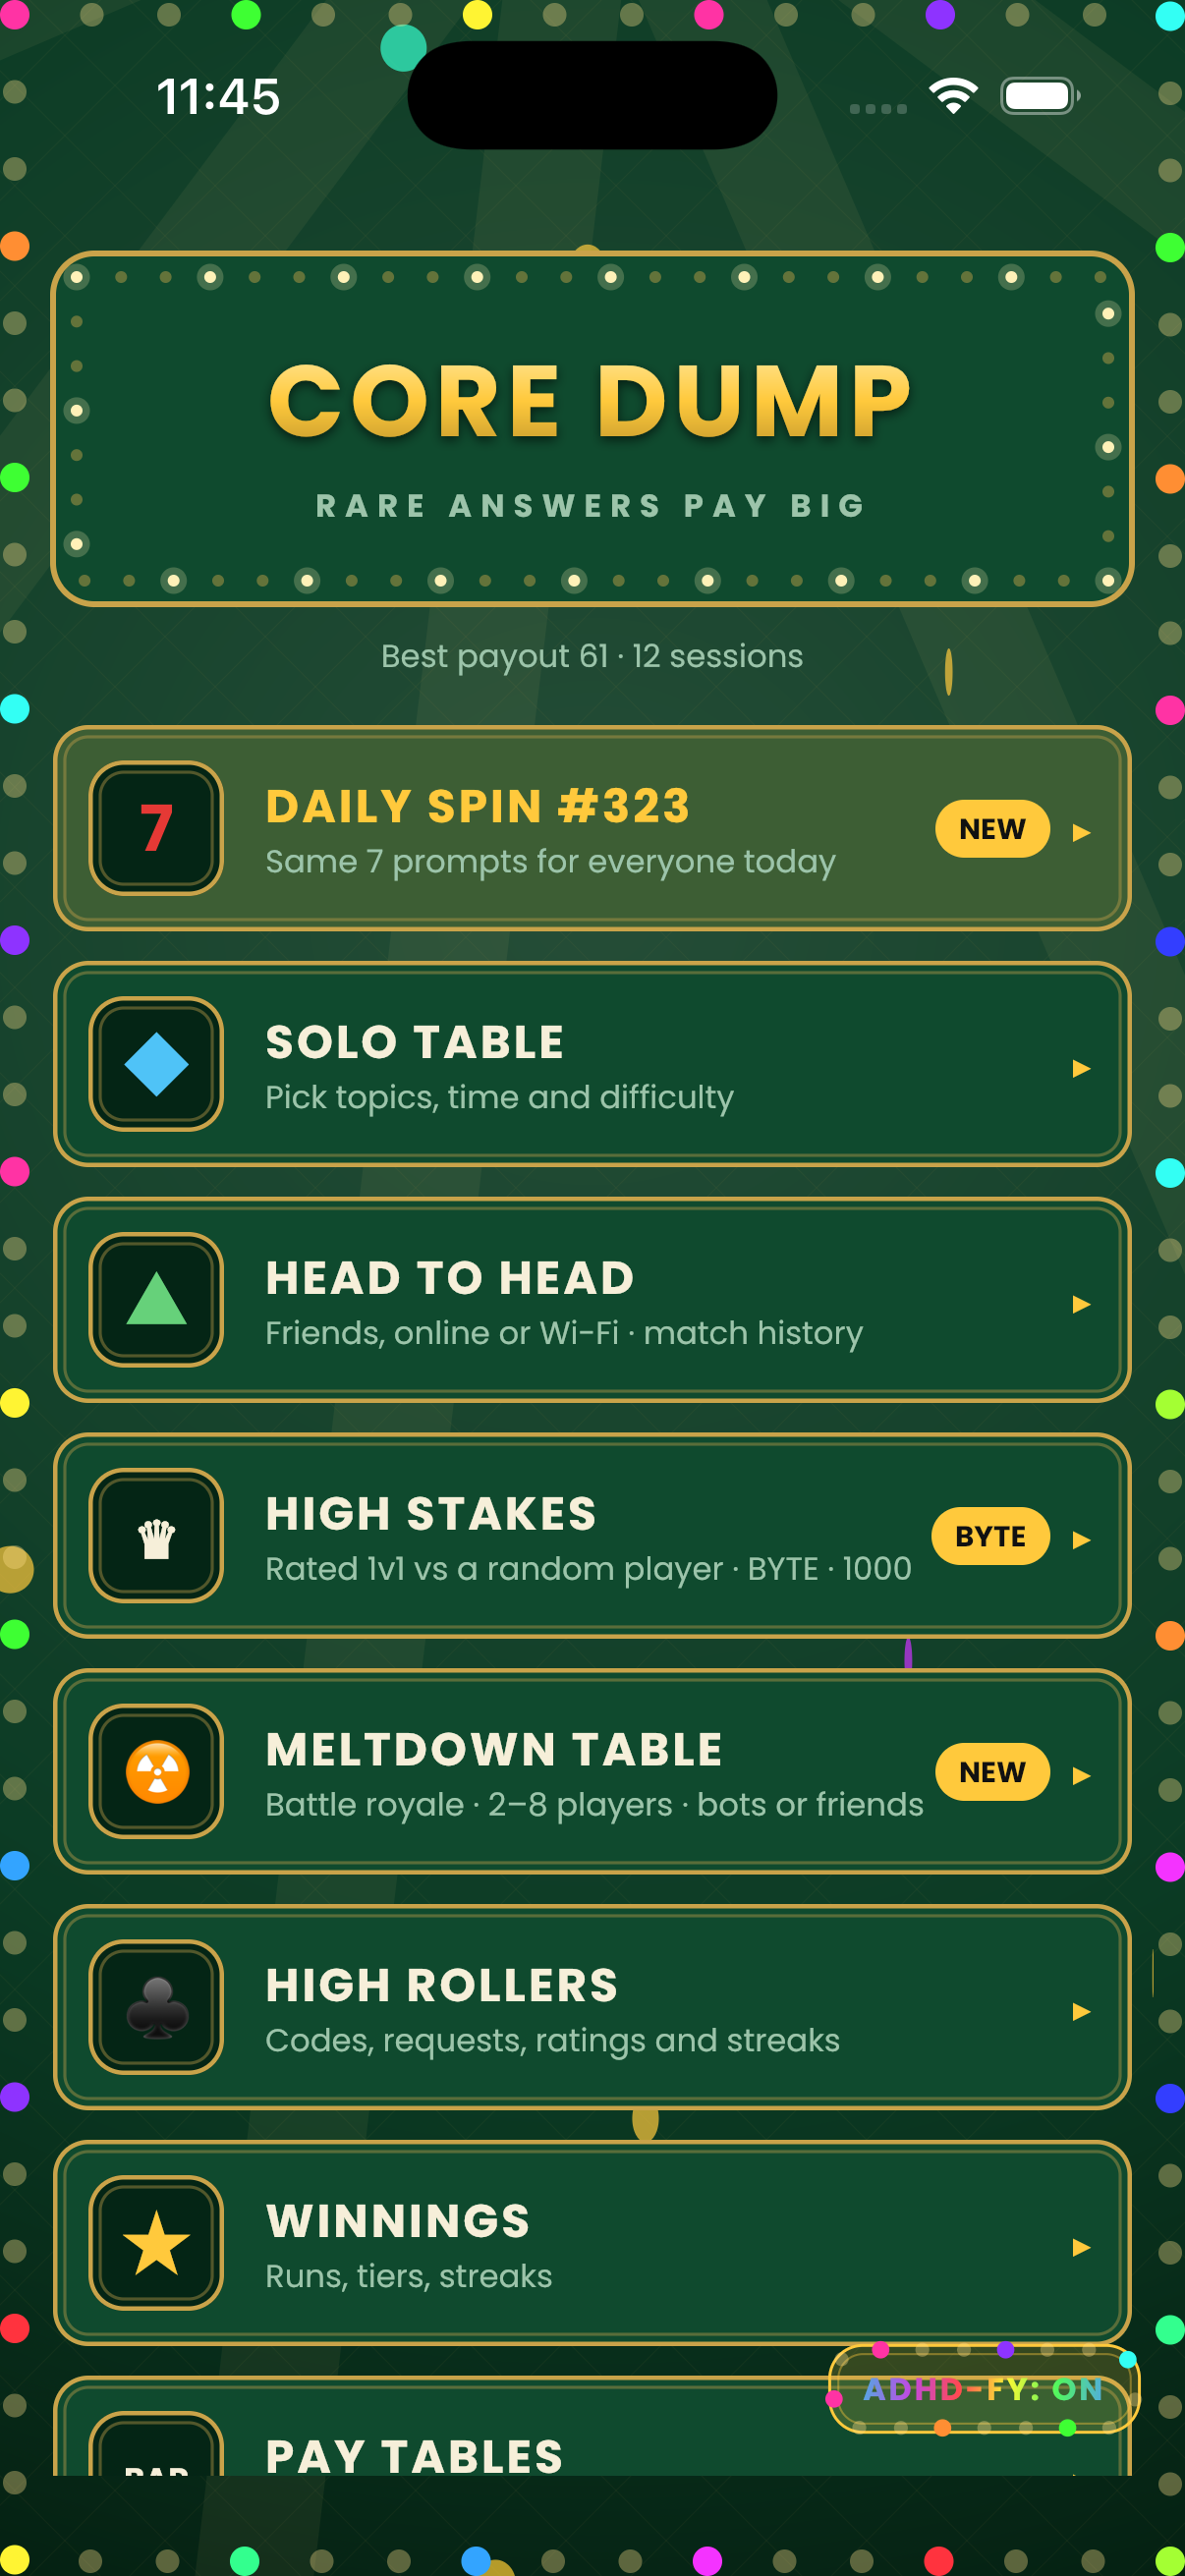 11:45
CORE DUMP
RARE ANSWERS PAY BIG
Best payout 61 · 12 sessions
7
DAILY SPIN #323
Same 7 prompts for everyone today
NEW
SOLO TABLE
Pick topics, time and difficulty
HEAD TO HEAD
Friends, online or Wi-Fi · match history
HIGH STAKES
Rated 1v1 vs a random player · BYTE · 1000
BYTE
MELTDOWN TABLE
Battle royale · 2–8 players · bots or friends
NEW
HIGH ROLLERS
Codes, requests, ratings and streaks
WINNINGS
Runs, tiers, streaks
ADHD-FY: ON
PAY TABLES